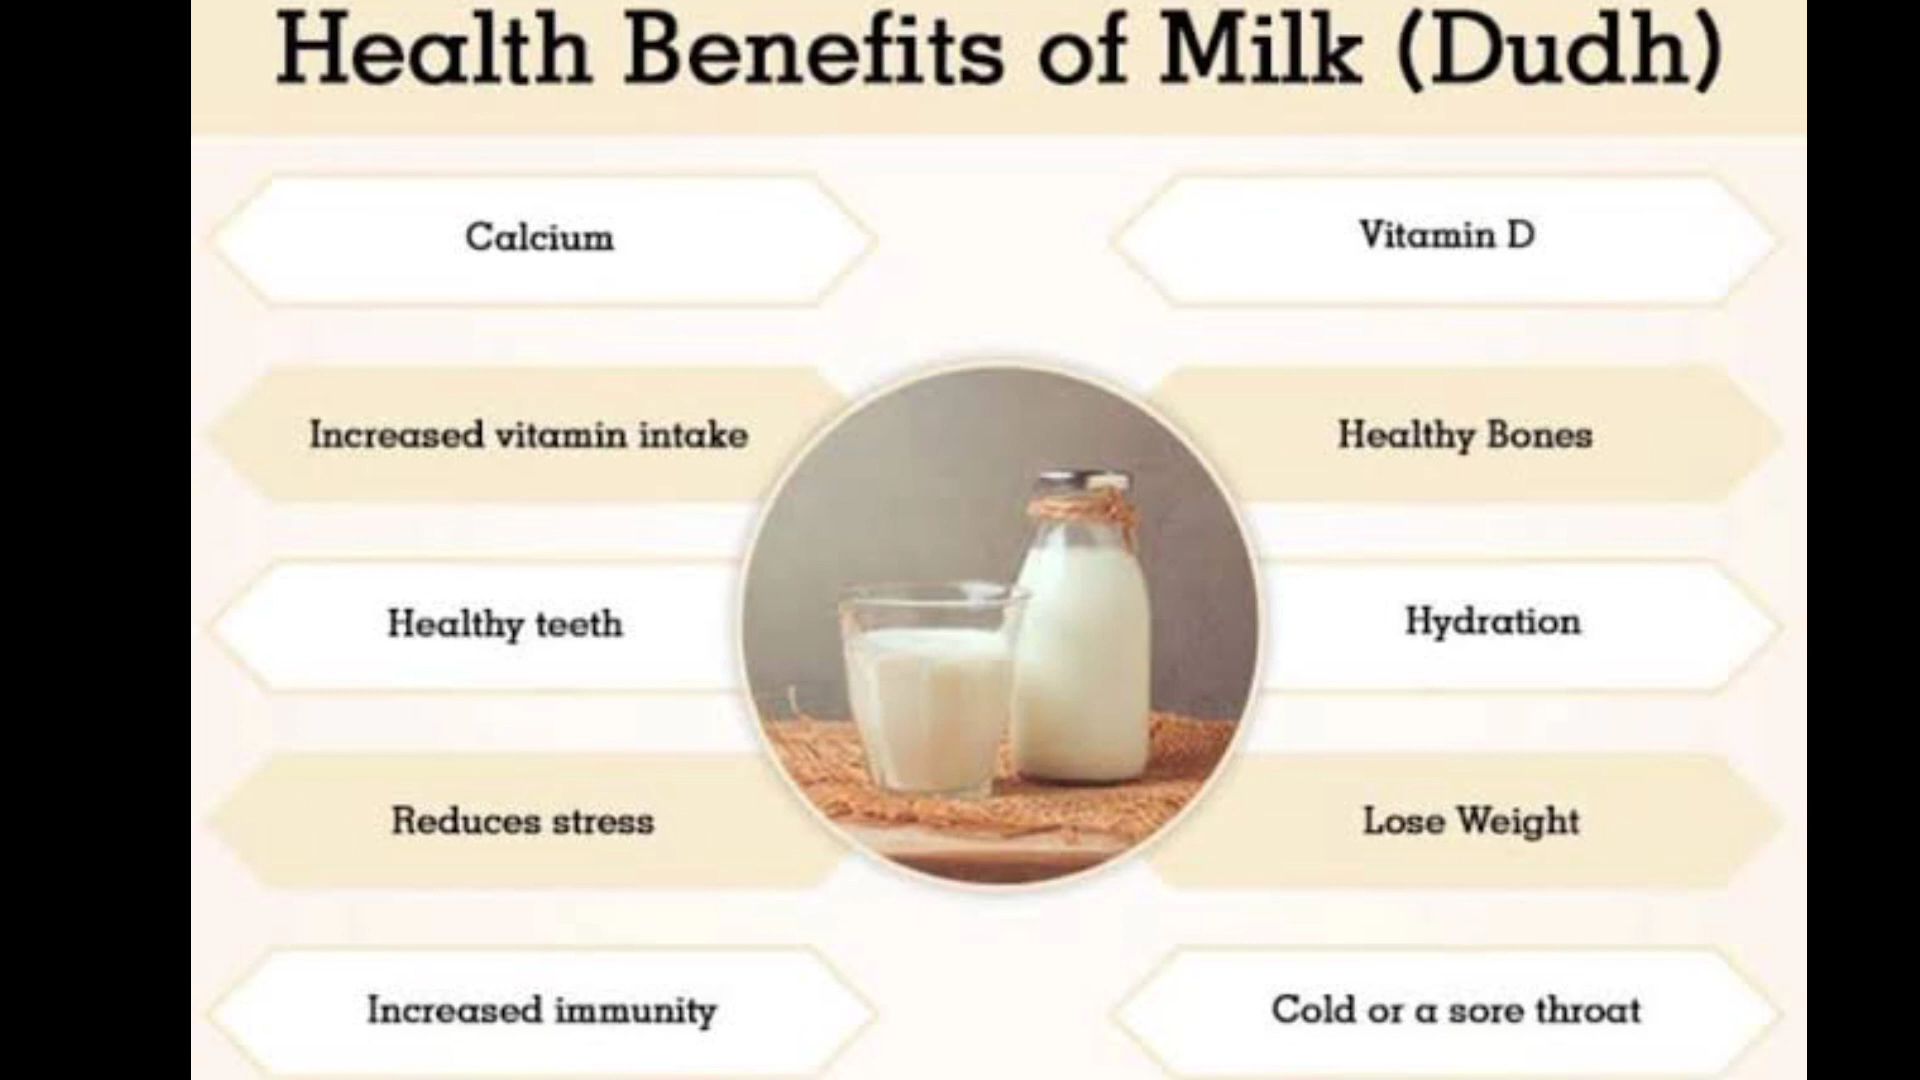 Health Benefits of Milk (Dudh)
Calcium
Vitamin D
Increased vitamin intake
Healthy Bones
Healthy teeth
Hydration
Reduces stress
Lose Weight
Increased immunity
Cold or a sore throat